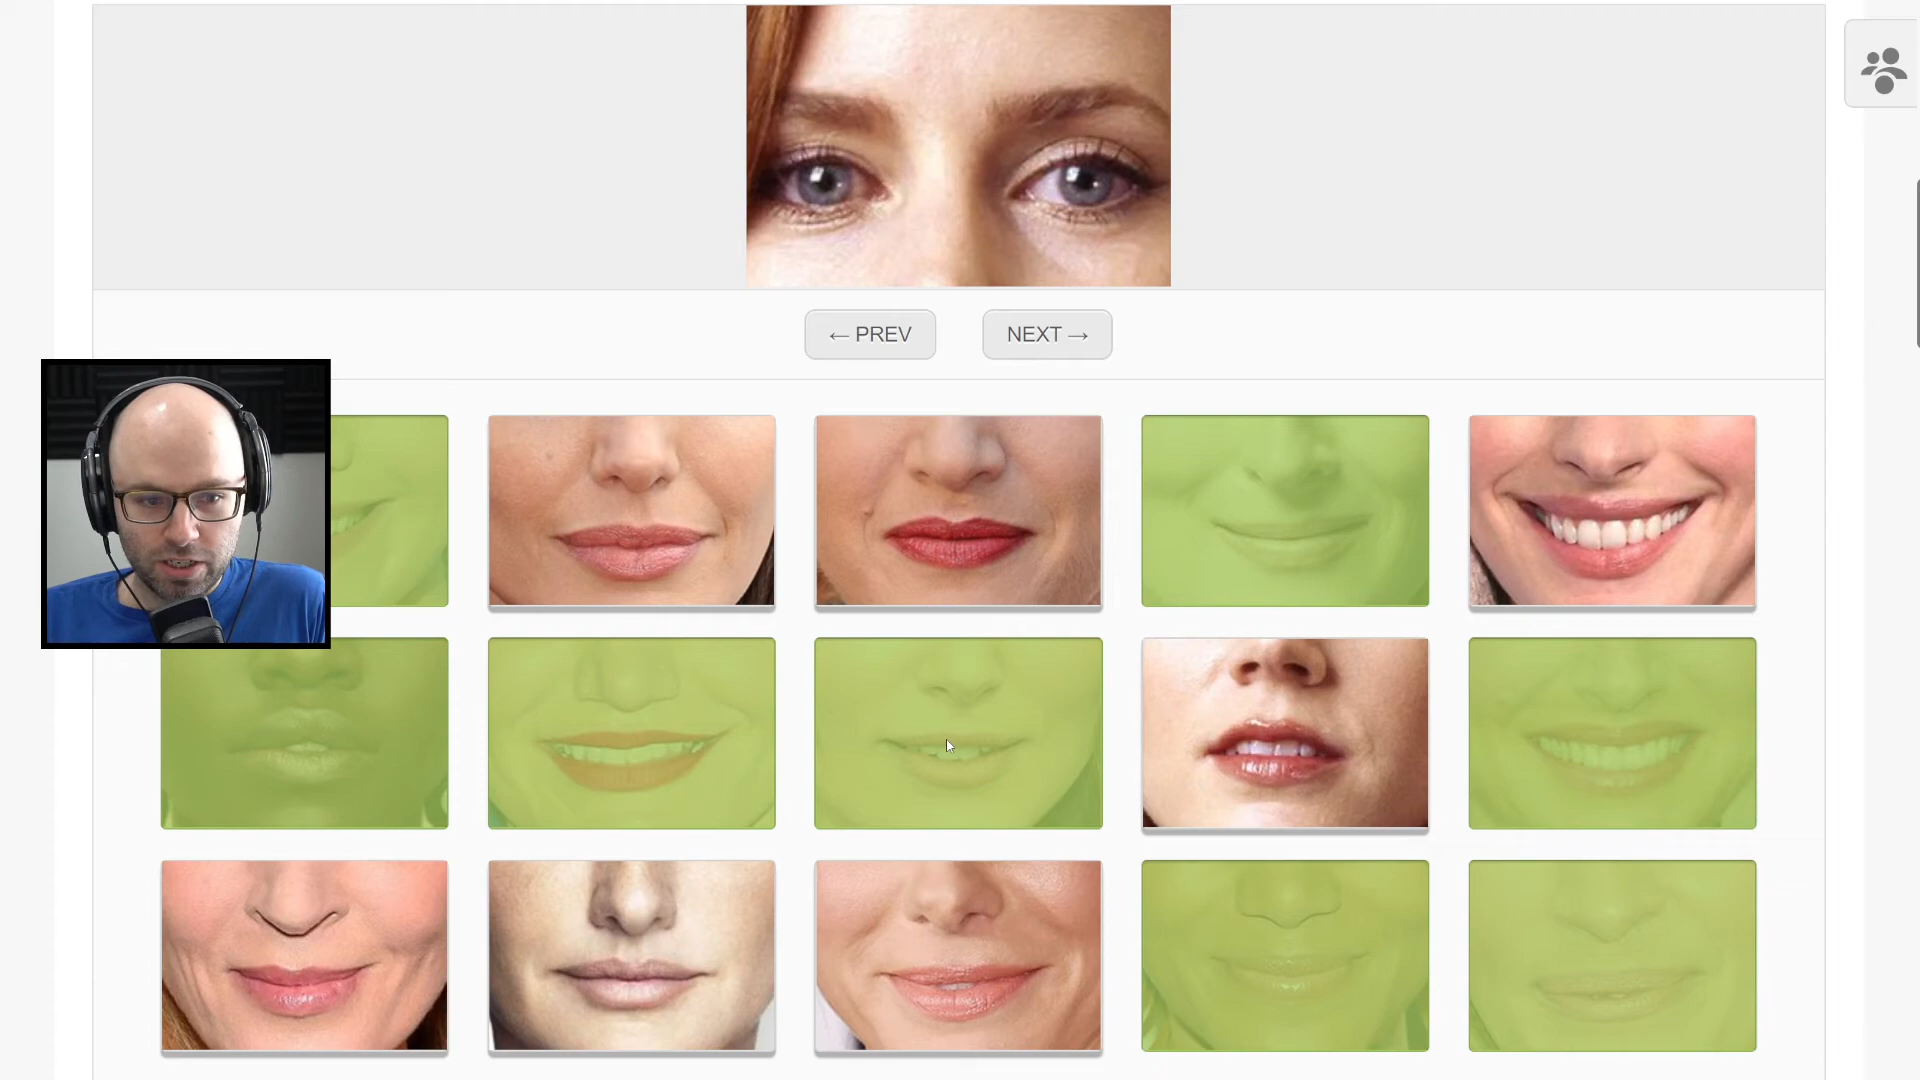 ← PREV
NEXT →